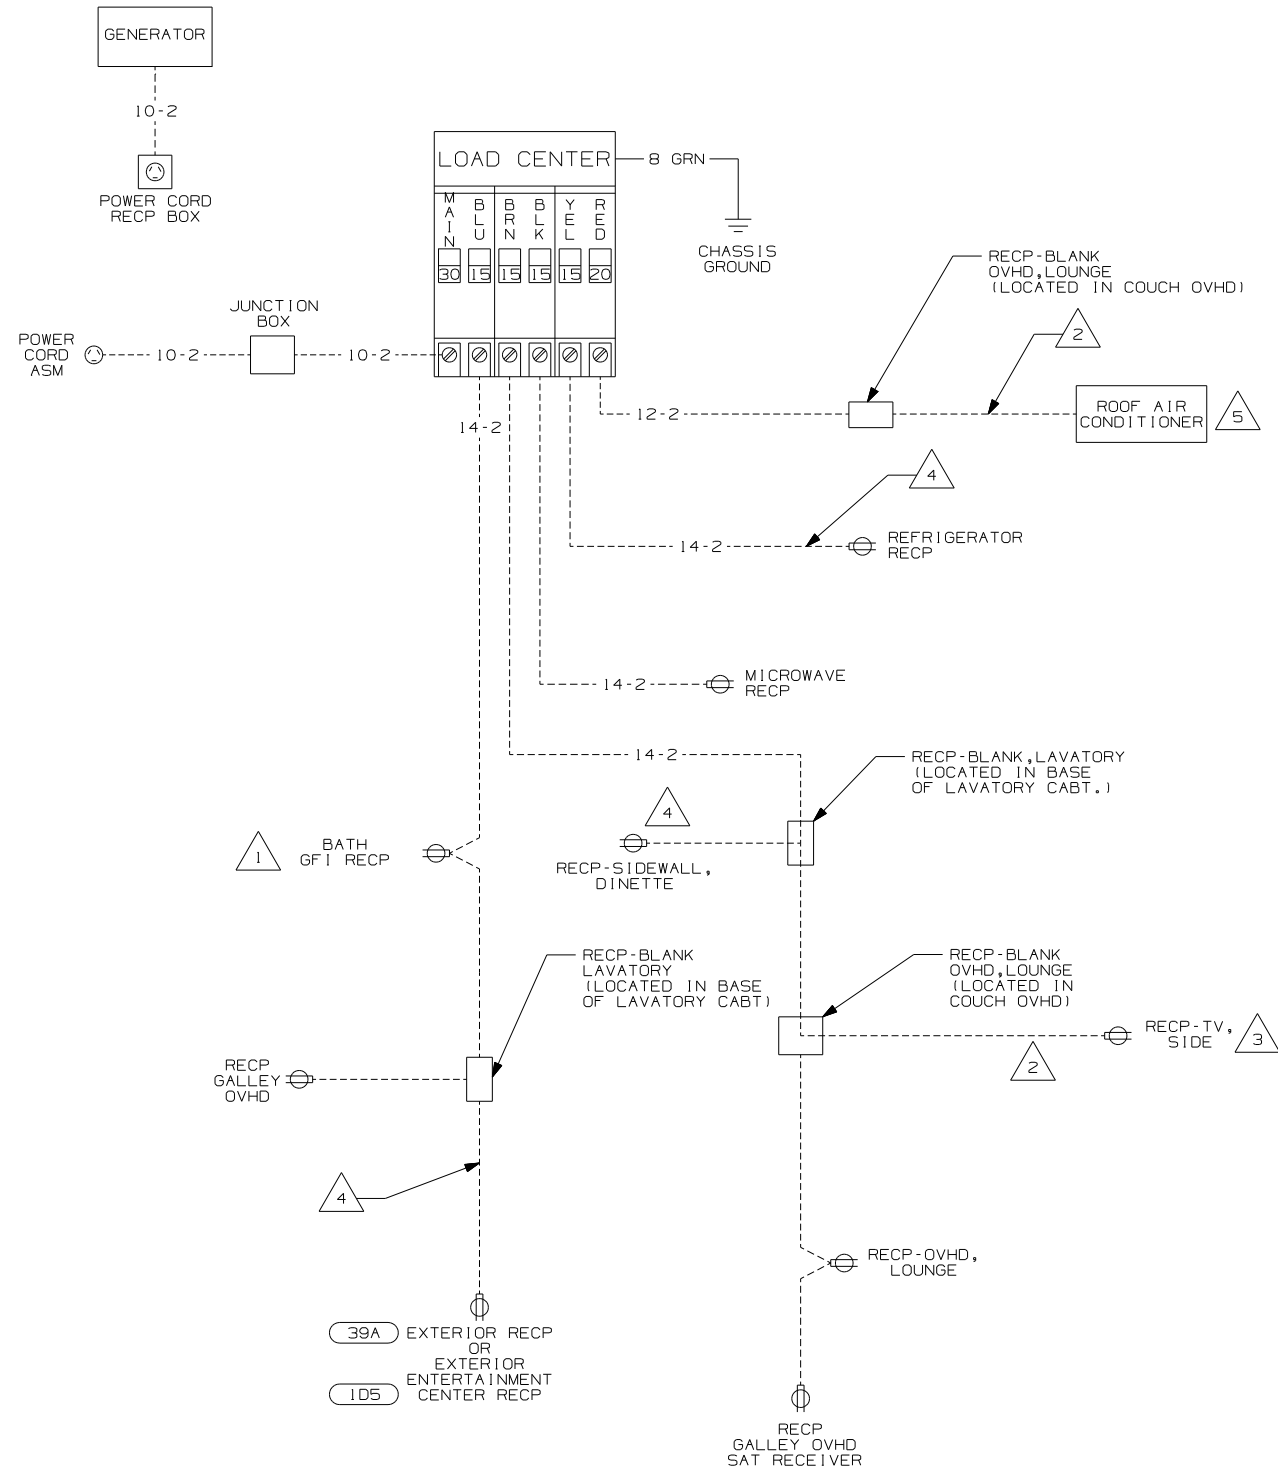 GENERATOR
10-2
POWER CORD
RECP BOX
LOAD CENTER
8 GRN
CHASSIS
GROUND
MAIN
BLU
BRN
BLK
YEL
RED
30
15
15
15
15
20
JUNCTION
BOX
POWER
CORD
ASM
10-2
10-2
RECP-BLANK
OVHD,LOUNGE
(LOCATED IN COUCH OVHD)
2
12-2
ROOF AIR
CONDITIONER
5
14-2
4
14-2
REFRIGERATOR
RECP
14-2
MICROWAVE
RECP
14-2
RECP-BLANK,LAVATORY
(LOCATED IN BASE
OF LAVATORY CABT.)
4
RECP-SIDEWALL,
DINETTE
1
BATH
GFI RECP
RECP-BLANK
LAVATORY
(LOCATED IN BASE
OF LAVATORY CABT)
RECP-BLANK
OVHD,LOUNGE
(LOCATED IN
COUCH OVHD)
RECP-TV,
SIDE
3
2
RECP
GALLEY
OVHD
4
RECP-OVHD,
LOUNGE
39A
EXTERIOR RECP
OR
EXTERIOR
ENTERTAINMENT
CENTER RECP
1D5
RECP
GALLEY OVHD
SAT RECEIVER